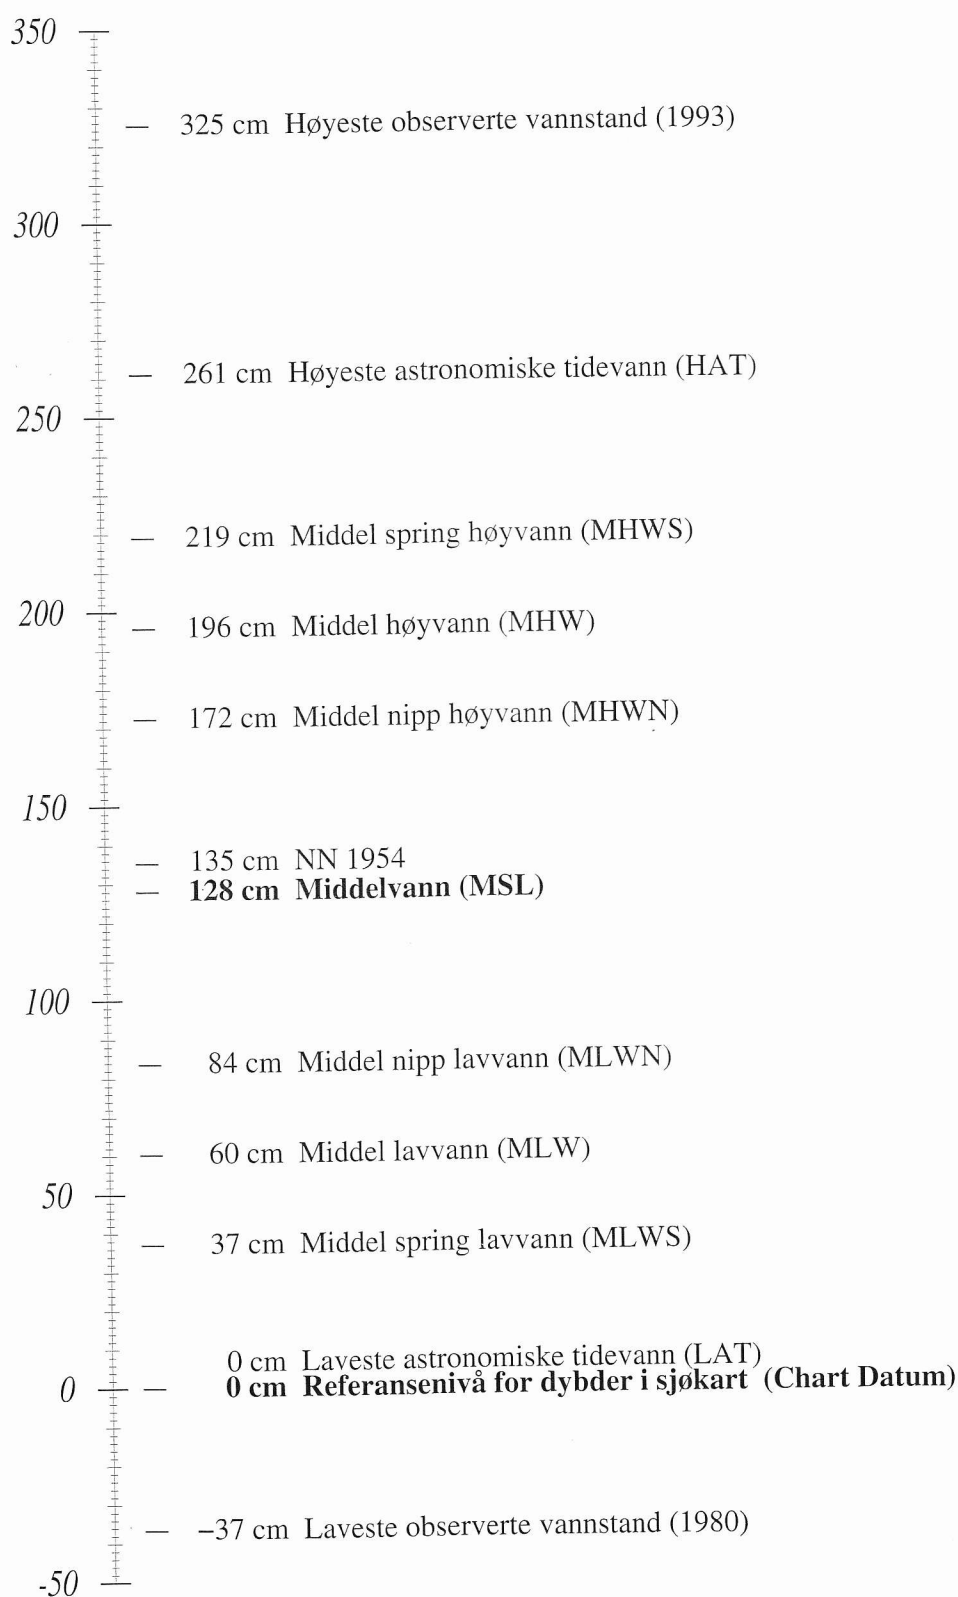 350
325 cm Høyeste observerte vannstand (1993)
300
261 cm Høyeste astronomiske tidevann (HAT)
250
219 cm Middel spring høyvann (MHWS)
200
196 cm Middel høyvann (MHW)
172 cm Middel nipp høyvann (MHWN)
150
135 cm NN 1954
128 cm Middelvann (MSL)
100
84 cm Middel nipp lavvann (MLWN)
60 cm Middel lavvann (MLW)
50
37 cm Middel spring lavvann (MLWS)
0 cm Laveste astronomiske tidevann (LAT)
0
0 cm Referansenivå for dybder i sjøkart (Chart Datum)
−37 cm Laveste observerte vannstand (1980)
-50